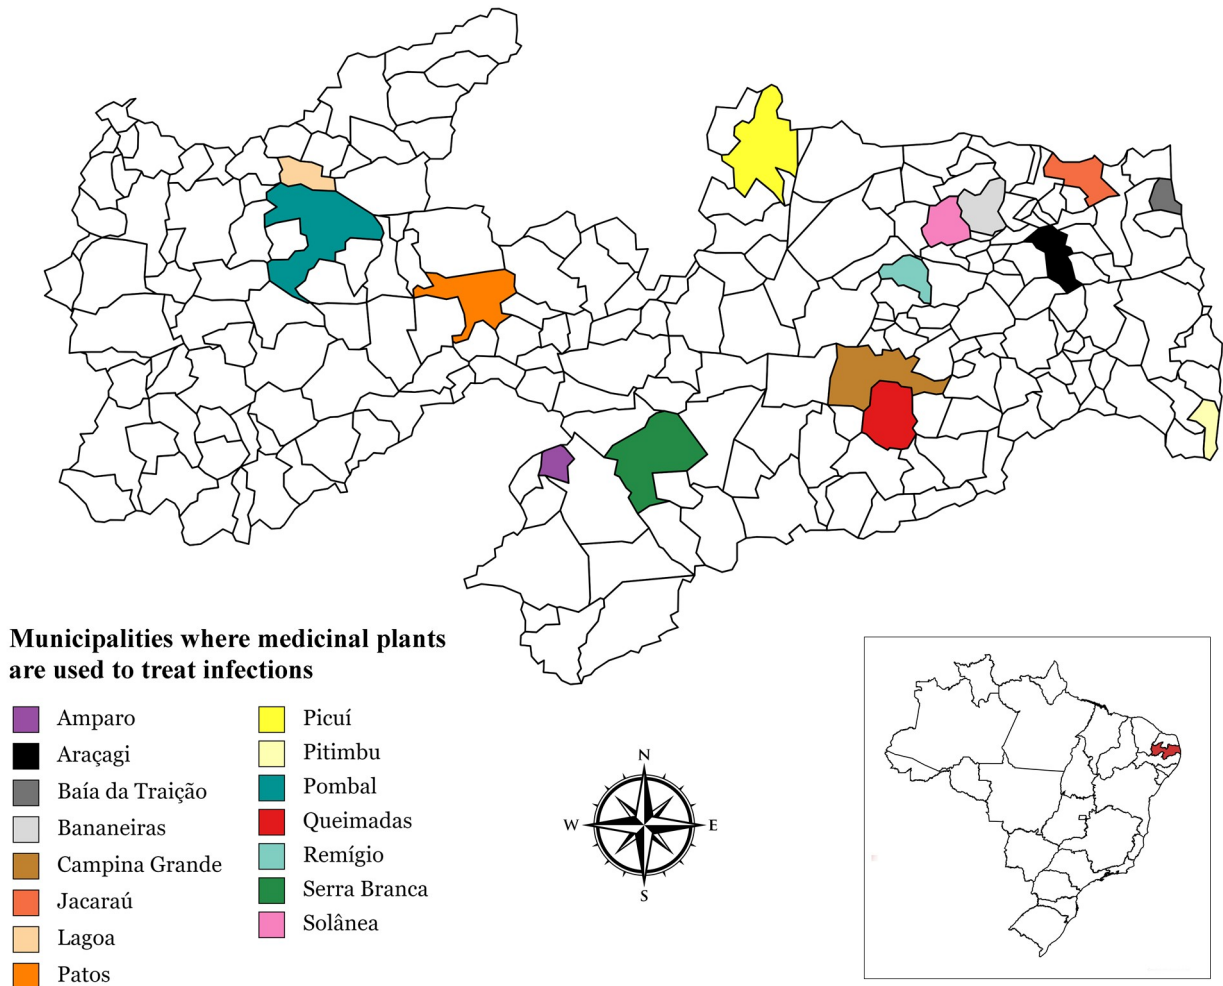 Municipalities where medicinal plants
are used to treat infections
Amparo
Araçagi
Baía da Traição
Bananeiras
Campina Grande
Jacaraú
Lagoa
Patos
Picuí
Pitimbu
Pombal
Queimadas
Remígio
Serra Branca
Solânea
N
W
E
S